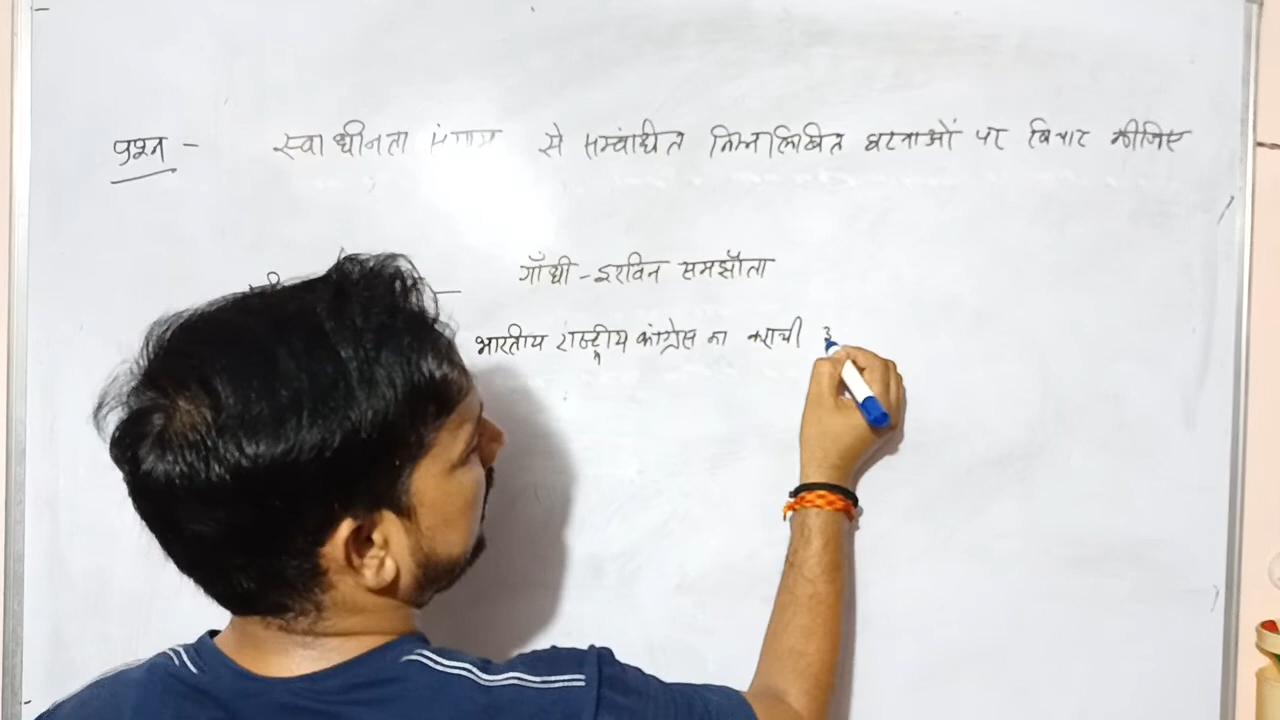 प्रश्न - स्वाधीनता संग्राम से सम्बंधित निम्नलिखित घटनाओं पर विचार कीजिए
गाँधी - इरविन समझौता
भारतीय राष्ट्रीय कांग्रेस का कराची